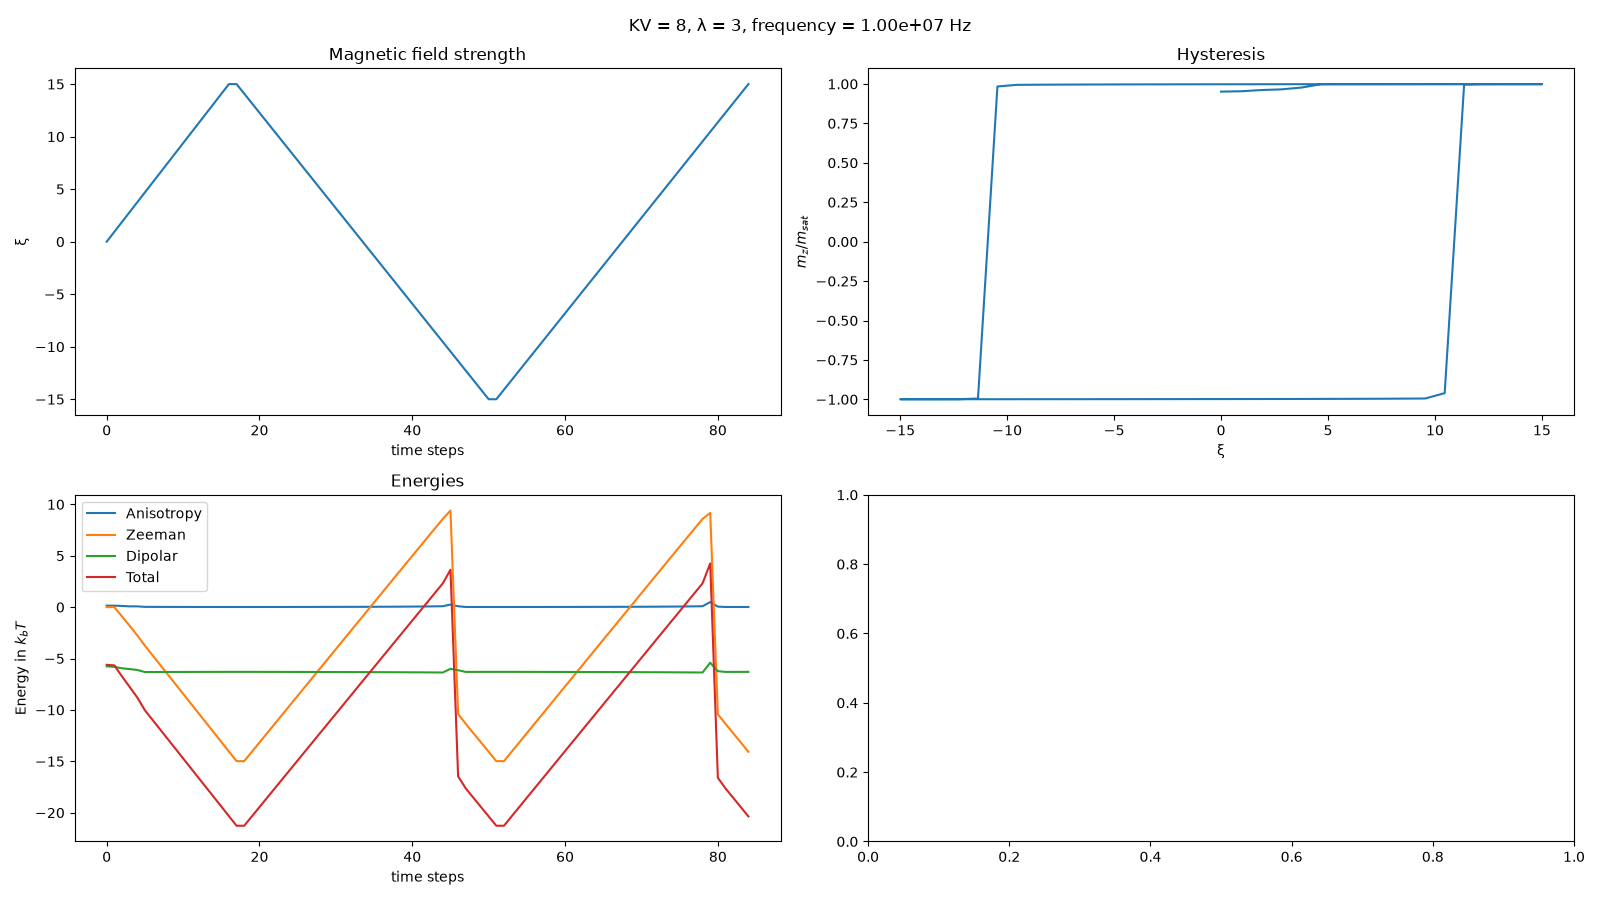 KV = 8, λ = 3, frequency = 1.00e+07 Hz
Magnetic field strength
15
10
5
0
−5
−10
−15
ξ
0 20 40 60 80
time steps
Hysteresis
1.00
0.75
0.50
0.25
0.00
−0.25
−0.50
−0.75
−1.00
m_z/m_sat
−15 −10 −5 0 5 10 15
ξ
Energies
10
5
0
−5
−10
−15
−20
Energy in k_bT
Anisotropy
Zeeman
Dipolar
Total
0 20 40 60 80
time steps
1.0
0.8
0.6
0.4
0.2
0.0
0.0 0.2 0.4 0.6 0.8 1.0